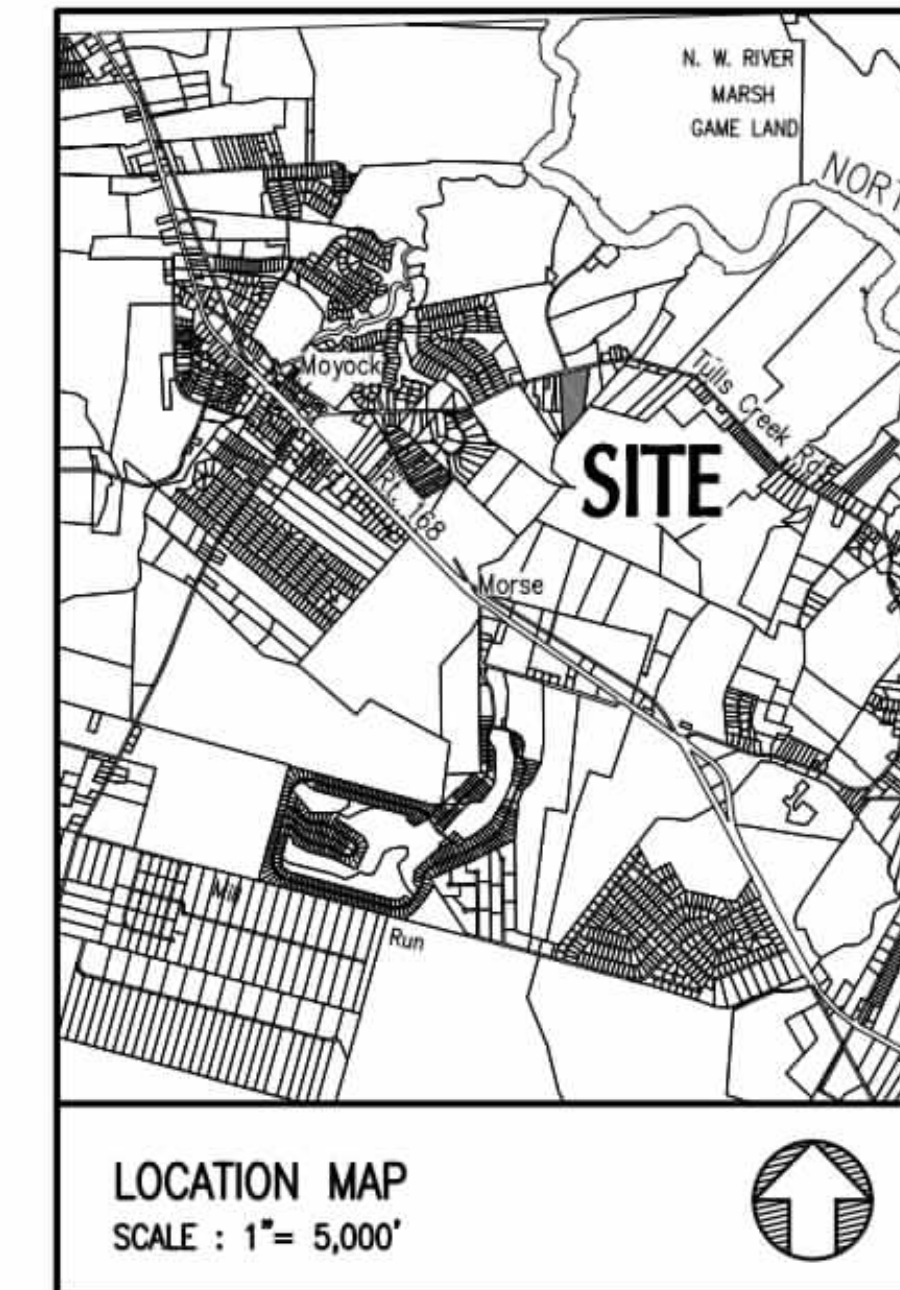 N. W. RIVER
MARSH
GAME LAND
NORT
Tulls Creek Rd
Moyock
SITE
Rt. 168
Morse
Mill
Run
LOCATION MAP
SCALE : 1"= 5,000'